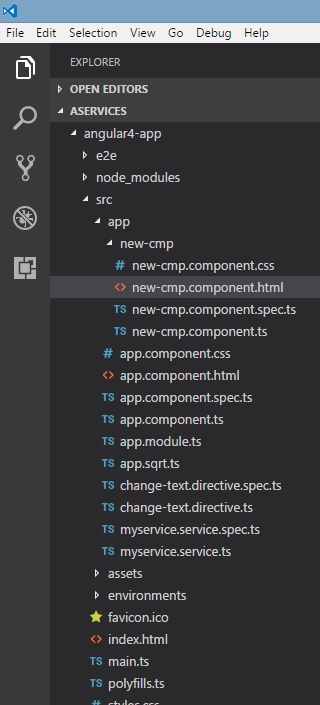 File Edit Selection View Go Debug Help
EXPLORER
OPEN EDITORS
ASERVICES
angular4-app
e2e
node_modules
src
app
new-cmp
# new-cmp.component.css
<> new-cmp.component.html
TS new-cmp.component.spec.ts
TS new-cmp.component.ts
# app.component.css
<> app.component.html
TS app.component.spec.ts
TS app.component.ts
TS app.module.ts
TS app.sqrt.ts
TS change-text.directive.spec.ts
TS change-text.directive.ts
TS myservice.service.spec.ts
TS myservice.service.ts
assets
environments
favicon.ico
<> index.html
TS main.ts
TS polyfills.ts
# styles.css